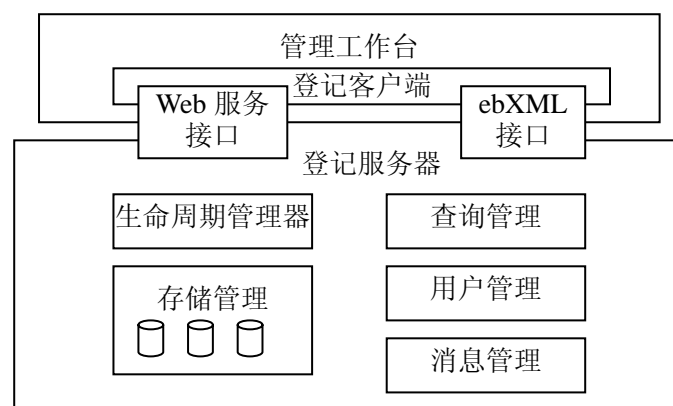 管理工作台
登记客户端
Web 服务
接口
ebXML
接口
登记服务器
生命周期管理器
查询管理
存储管理
用户管理
消息管理